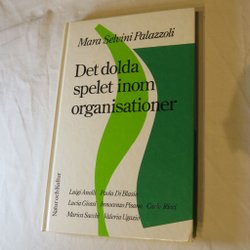 Mara Selvini Palazzoli
Det dolda
spelet inom
organisationer
Luigi Anolli Paola Di Blasio
Lucia Giossi Innocenzo Pisano Carlo Ricci
Marica Sacchi Valeria Ugazio
Natur och Kultur